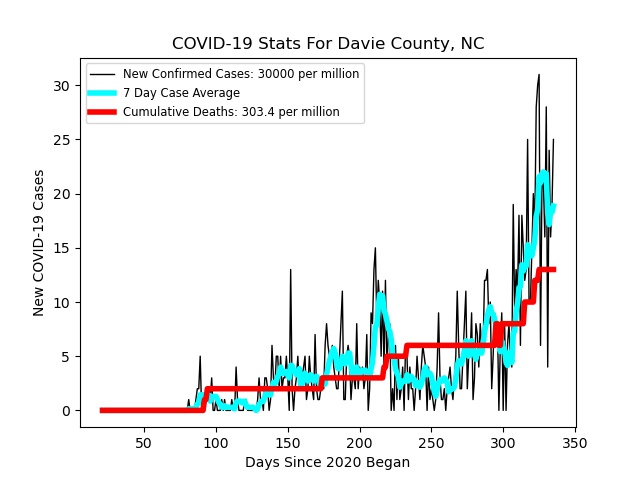 COVID-19 Stats For Davie County, NC
New Confirmed Cases: 30000 per million
7 Day Case Average
Cumulative Deaths: 303.4 per million
New COVID-19 Cases
30
25
20
15
10
5
0
50
100
150
200
250
300
350
Days Since 2020 Began